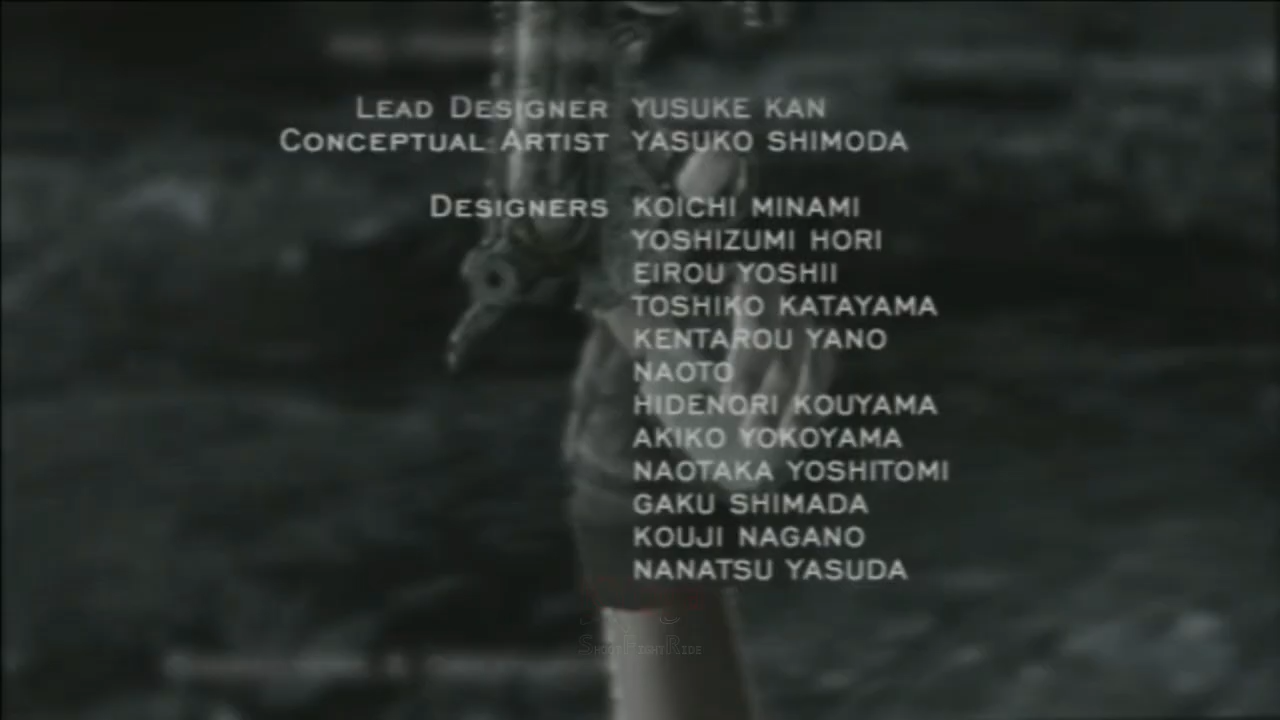 Lead Designer YUSUKE KAN
Conceptual Artist YASUKO SHIMODA
Designers KOICHI MINAMI
YOSHIZUMI HORI
EIROU YOSHII
TOSHIKO KATAYAMA
KENTAROU YANO
NAOTO
HIDENORI KOUYAMA
AKIKO YOKOYAMA
NAOTAKA YOSHITOMI
GAKU SHIMADA
KOUJI NAGANO
NANATSU YASUDA
ShootFightRide